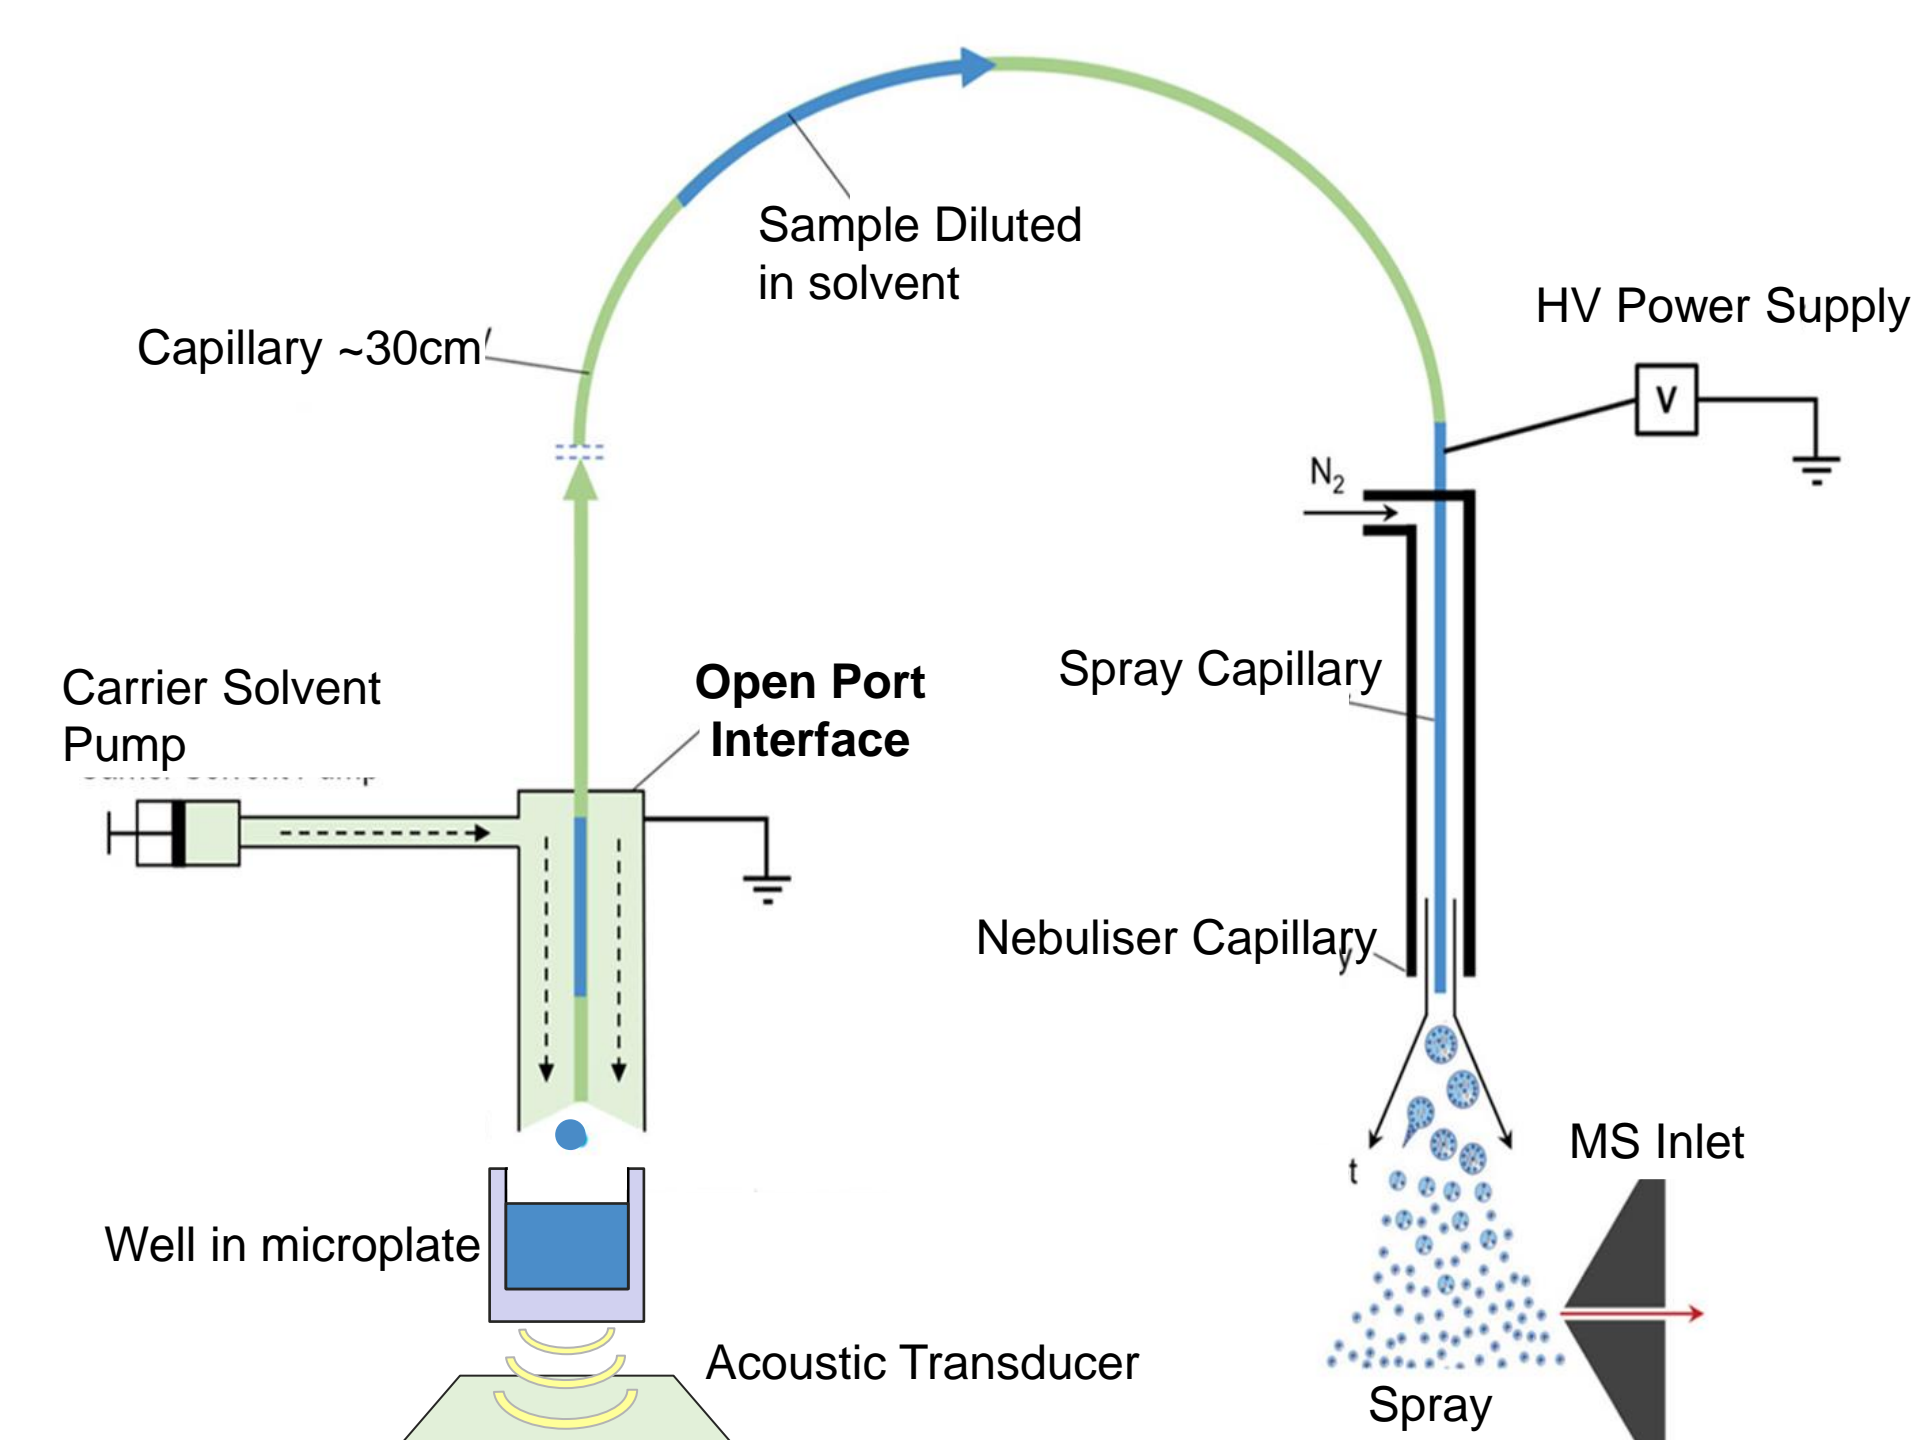 Sample Diluted
in solvent
Capillary ~30cm
HV Power Supply
V
N2
Carrier Solvent
Pump
Open Port
Interface
Spray Capillary
Nebuliser Capillary
y
t
MS Inlet
Well in microplate
Acoustic Transducer
Spray